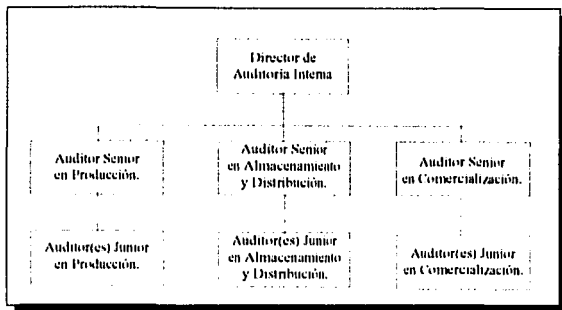 Director de
Auditoría Interna
Auditor Senior
en Producción.
Auditor Senior
en Almacenamiento
y Distribución.
Auditor Senior
en Comercialización.
Auditor(es) Junior
en Producción.
Auditor(es) Junior
en Almacenamiento
y Distribución.
Auditor(es) Junior
en Comercialización.